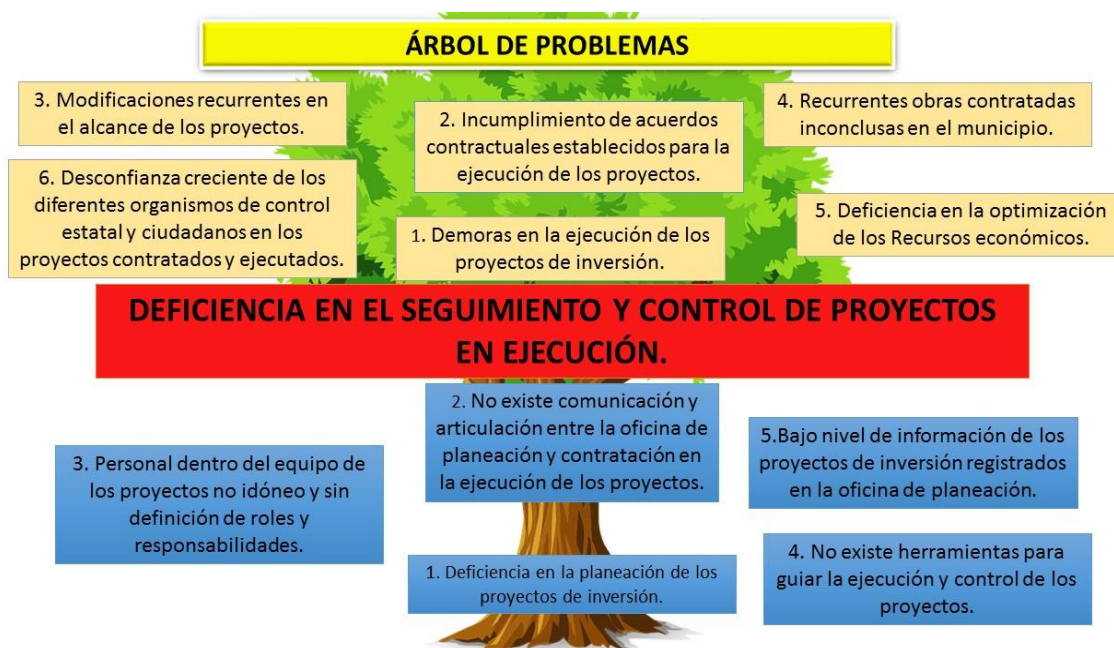 ÁRBOL DE PROBLEMAS
3. Modificaciones recurrentes en
el alcance de los proyectos.
2. Incumplimiento de acuerdos
contractuales establecidos para la
ejecución de los proyectos.
4. Recurrentes obras contratadas
inconclusas en el municipio.
6. Desconfianza creciente de los
diferentes organismos de control
estatal y ciudadanos en los
proyectos contratados y ejecutados.
1. Demoras en la ejecución de los
proyectos de inversión.
5. Deficiencia en la optimización
de los Recursos económicos.
DEFICIENCIA EN EL SEGUIMIENTO Y CONTROL DE PROYECTOS
EN EJECUCIÓN.
2. No existe comunicación y
articulación entre la oficina de
planeación y contratación en
la ejecución de los proyectos.
3. Personal dentro del equipo de
los proyectos no idóneo y sin
definición de roles y
responsabilidades.
5.Bajo nivel de información de los
proyectos de inversión registrados
en la oficina de planeación.
1. Deficiencia en la planeación de los
proyectos de inversión.
4. No existe herramientas para
guiar la ejecución y control de los
proyectos.